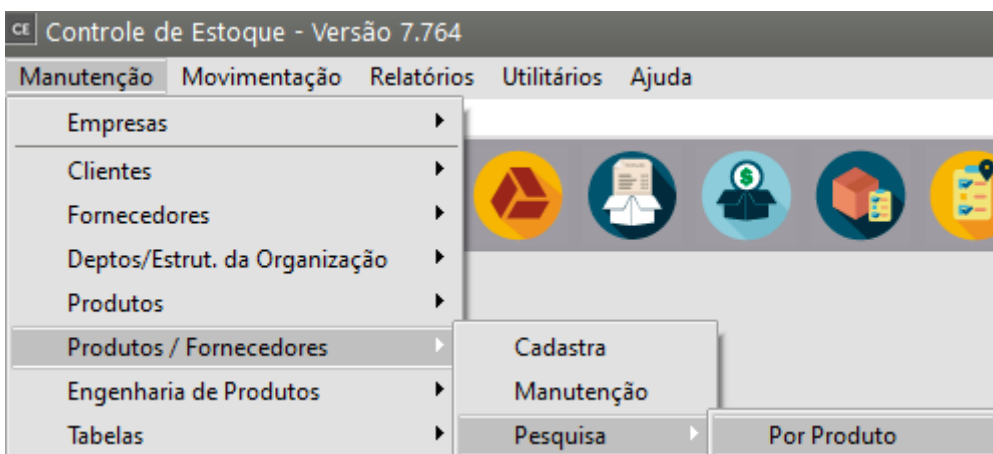 CE Controle de Estoque - Versão 7.764
Manutenção Movimentação Relatórios Utilitários Ajuda
Empresas
Clientes
Fornecedores
Deptos/Estrut. da Organização
Produtos
Produtos / Fornecedores
Cadastra
Engenharia de Produtos
Manutenção
Tabelas
Pesquisa
Por Produto